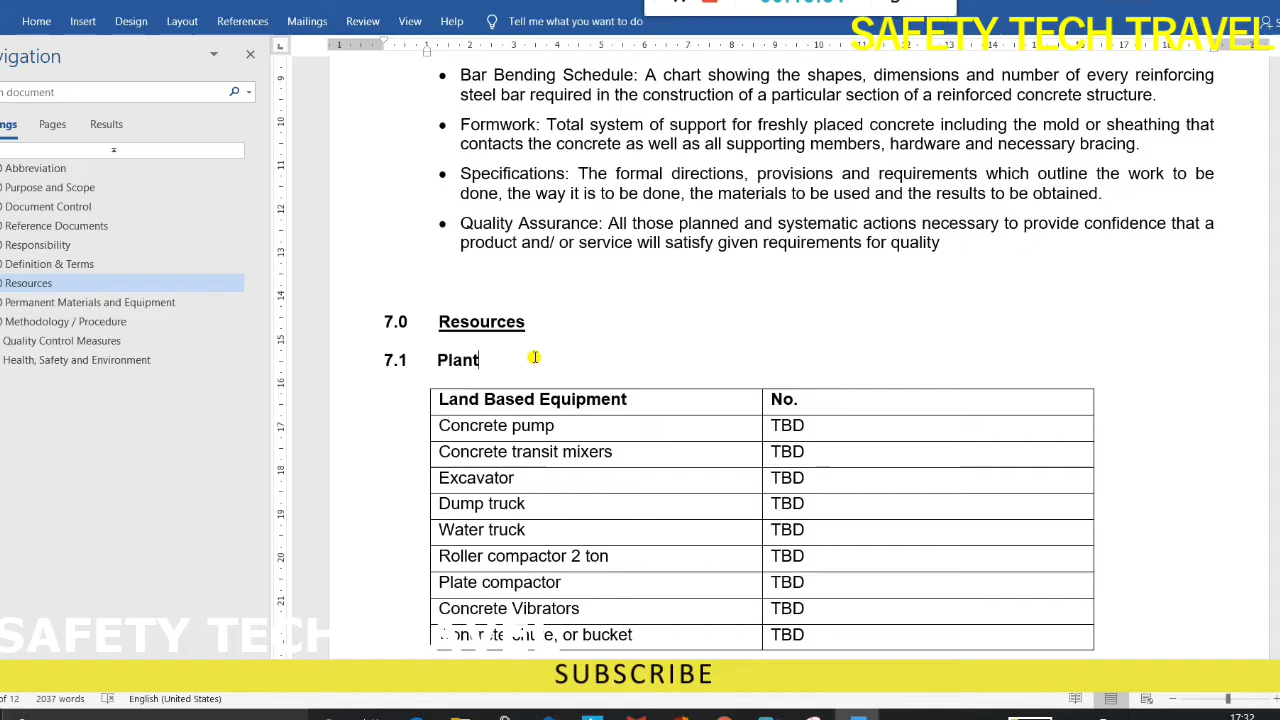 Home
Insert
Design
Layout
References
Mailings
Review
View
Help
Tell me what you want to do
SAFETY TECH TRAVEL
avigation
ch document
ngs
Pages
Results
Abbreviation
Purpose and Scope
Document Control
Reference Documents
Responsibility
Definition & Terms
Resources
Permanent Materials and Equipment
Methodology / Procedure
Quality Control Measures
Health, Safety and Environment
• Bar Bending Schedule: A chart showing the shapes, dimensions and number of every reinforcing
steel bar required in the construction of a particular section of a reinforced concrete structure.
• Formwork: Total system of support for freshly placed concrete including the mold or sheathing that
contacts the concrete as well as all supporting members, hardware and necessary bracing.
• Specifications: The formal directions, provisions and requirements which outline the work to be
done, the way it is to be done, the materials to be used and the results to be obtained.
• Quality Assurance: All those planned and systematic actions necessary to provide confidence that a
product and/ or service will satisfy given requirements for quality
7.0 Resources
7.1 Plant
Land Based Equipment No.
Concrete pump TBD
Concrete transit mixers TBD
Excavator TBD
Dump truck TBD
Water truck TBD
Roller compactor 2 ton TBD
Plate compactor TBD
Concrete Vibrators TBD
or bucket TBD
SAFETY TECH
SUBSCRIBE
of 12 2037 words English (United States)
17:32